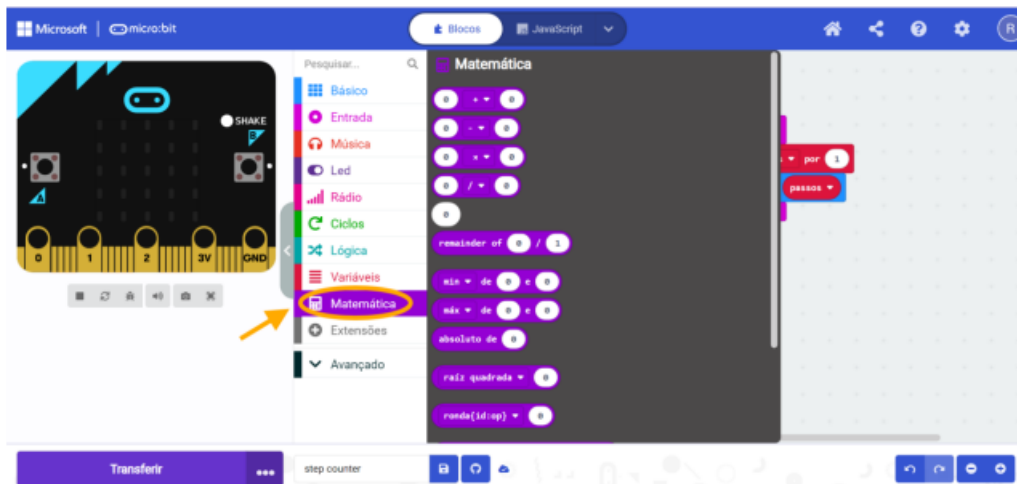 Microsoft | micro:bit
Blocos
JavaScript
R
SHAKE
B
A
0 1 2 3V GND
Pesquisar...
Básico
Entrada
Música
Led
Rádio
Ciclos
Lógica
Variáveis
Matemática
Extensões
Avançado
Matemática
0 + 0
0 - 0
0 x 0
0 / 0
0
remainder of 0 / 1
min de 0 e 0
máx de 0 e 0
absoluto de 0
raíz quadrada 0
ronda{id:op} 0
por 1
passos
Transferir
step counter